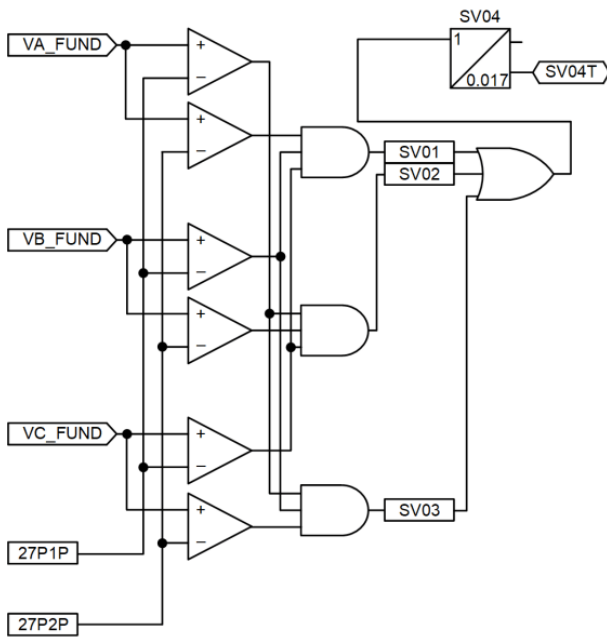 SV04
VA_FUND
+
1
−
0.017
SV04T
+
SV01
−
SV02
VB_FUND
+
−
+
−
VC_FUND
+
−
+
SV03
−
27P1P
27P2P